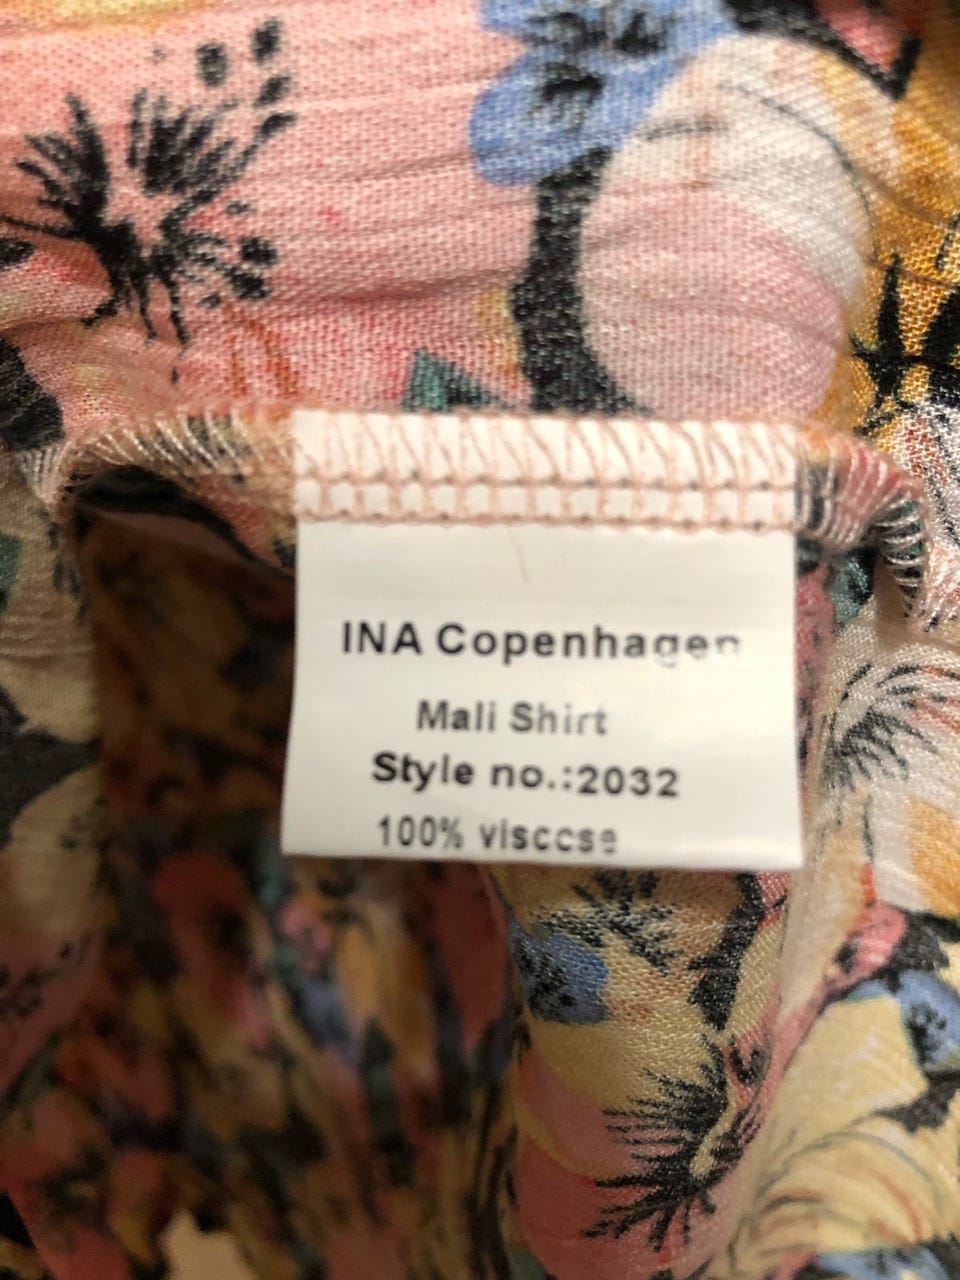 INA Copenhagen
Mali Shirt
Style no.:2032
100% viscose